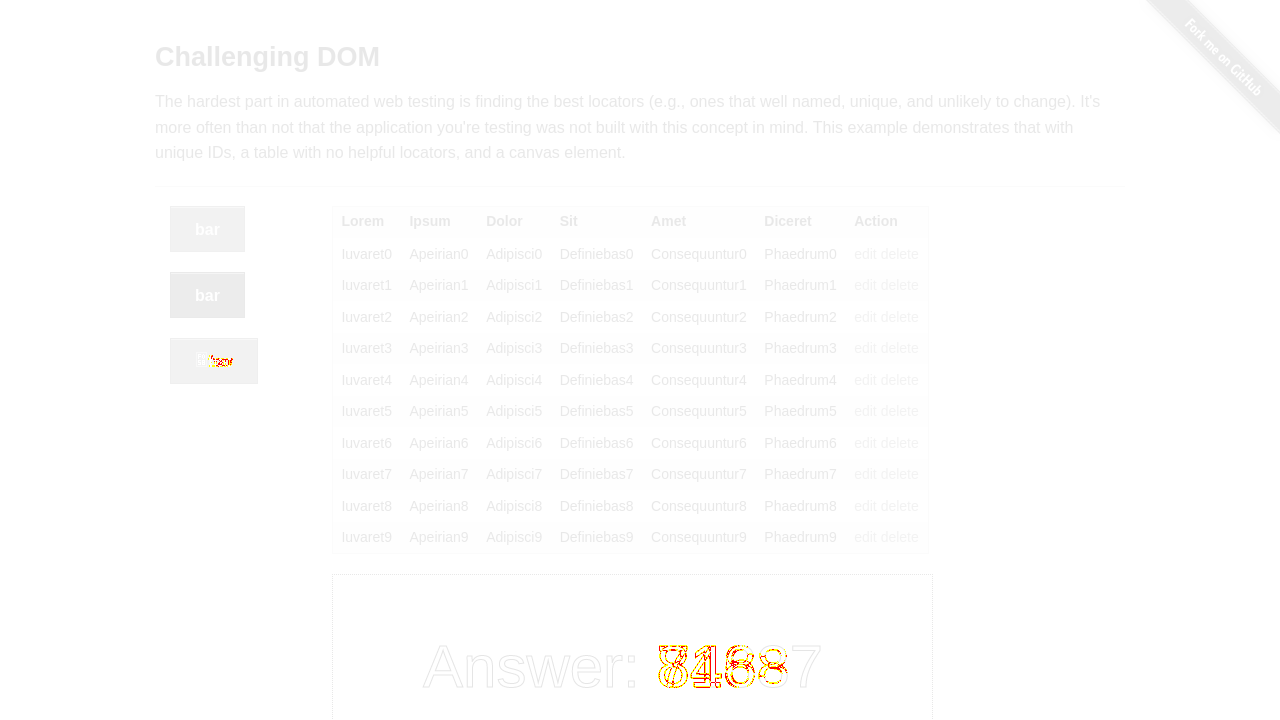 Fork me on GitHub
Challenging DOM
The hardest part in automated web testing is finding the best locators (e.g., ones that well named, unique, and unlikely to change). It's
more often than not that the application you're testing was not built with this concept in mind. This example demonstrates that with
unique IDs, a table with no helpful locators, and a canvas element.
bar
bar
Lorem Ipsum Dolor Sit Amet Diceret Action
Iuvaret0 Apeirian0 Adipisci0 Definiebas0 Consequuntur0 Phaedrum0 edit delete
Iuvaret1 Apeirian1 Adipisci1 Definiebas1 Consequuntur1 Phaedrum1 edit delete
Iuvaret2 Apeirian2 Adipisci2 Definiebas2 Consequuntur2 Phaedrum2 edit delete
Iuvaret3 Apeirian3 Adipisci3 Definiebas3 Consequuntur3 Phaedrum3 edit delete
Iuvaret4 Apeirian4 Adipisci4 Definiebas4 Consequuntur4 Phaedrum4 edit delete
Iuvaret5 Apeirian5 Adipisci5 Definiebas5 Consequuntur5 Phaedrum5 edit delete
Iuvaret6 Apeirian6 Adipisci6 Definiebas6 Consequuntur6 Phaedrum6 edit delete
Iuvaret7 Apeirian7 Adipisci7 Definiebas7 Consequuntur7 Phaedrum7 edit delete
Iuvaret8 Apeirian8 Adipisci8 Definiebas8 Consequuntur8 Phaedrum8 edit delete
Iuvaret9 Apeirian9 Adipisci9 Definiebas9 Consequuntur9 Phaedrum9 edit delete
Answer: